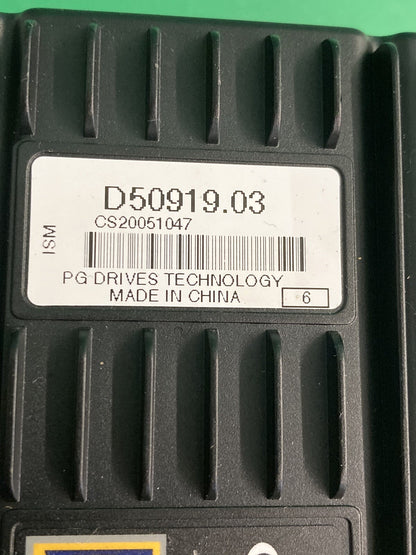 D50919.03
CS20051047
ISM
PG DRIVES TECHNOLOGY
MADE IN CHINA
6